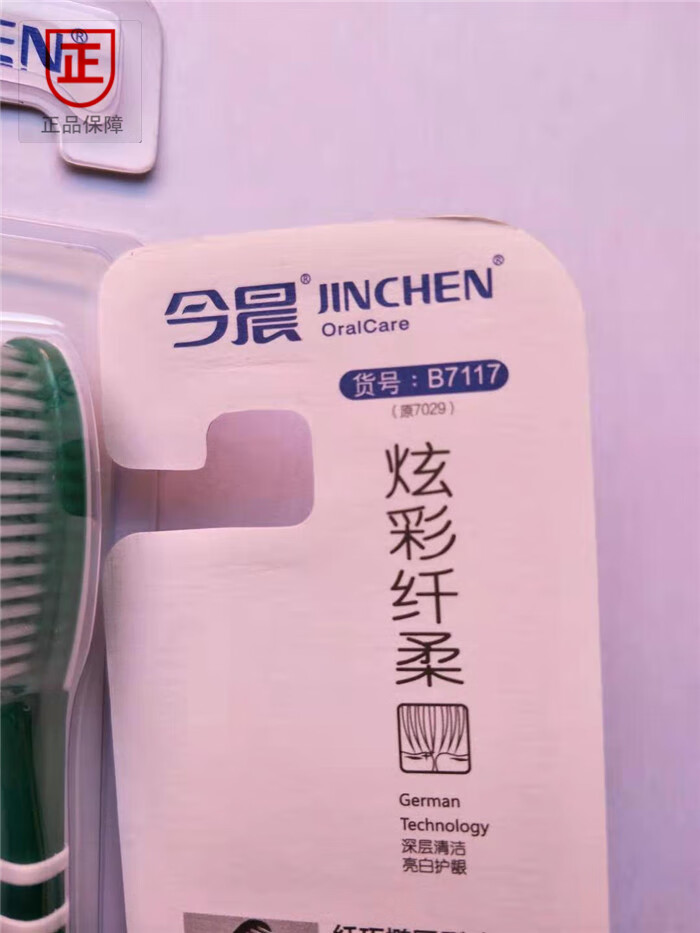 EN®
正
正品保障
今晨® JINCHEN®
OralCare
货号：B7117
（原7029）
炫彩纤柔
German
Technology
深层清洁
亮白护龈